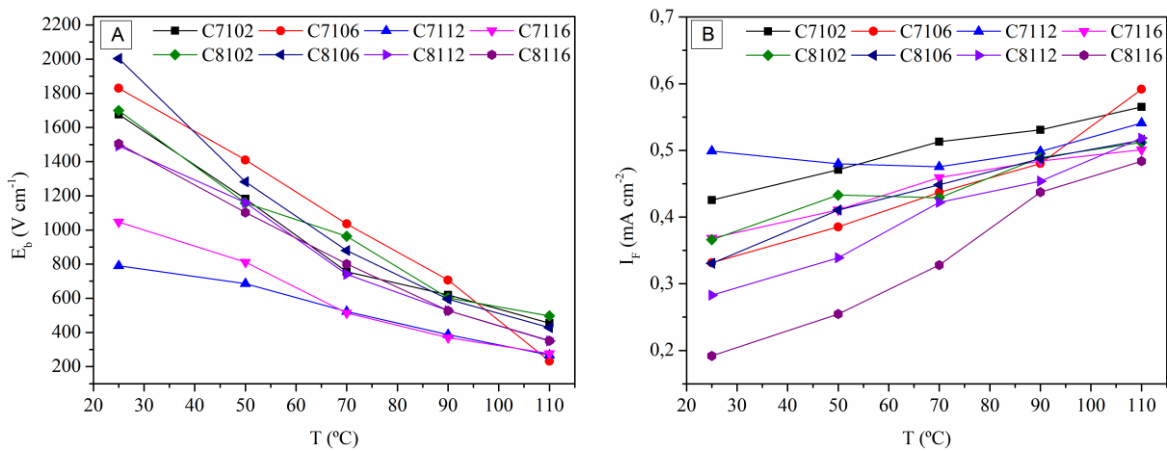 A
C7102 C7106 C7112 C7116
C8102 C8106 C8112 C8116
2000
1800
1600
1400
1200
1000
800
600
400
200
E_b (V cm⁻¹)
20 30 40 50 60 70 80 90 100 110
T (ºC)
B
C7102 C7106 C7112 C7116
C8102 C8106 C8112 C8116
0,7
0,6
0,5
0,4
0,3
0,2
I_F (mA cm⁻²)
20 30 40 50 60 70 80 90 100 110
T (ºC)